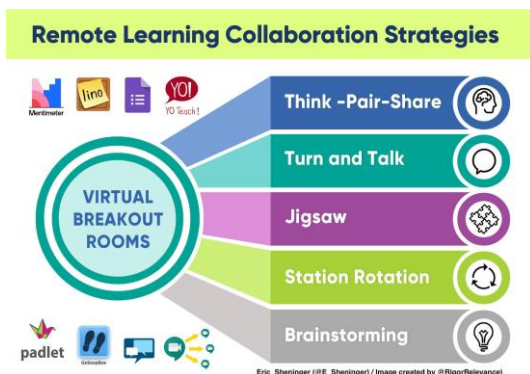 Remote Learning Collaboration Strategies
Mentimeter
lino
YO!
YO Teach!
Think -Pair-Share
Turn and Talk
VIRTUAL
BREAKOUT
ROOMS
Jigsaw
Station Rotation
Brainstorming
padlet
GoSoapBox
Eric Sheninger (@E_Sheninger) / Image created by @RigorRelevance)